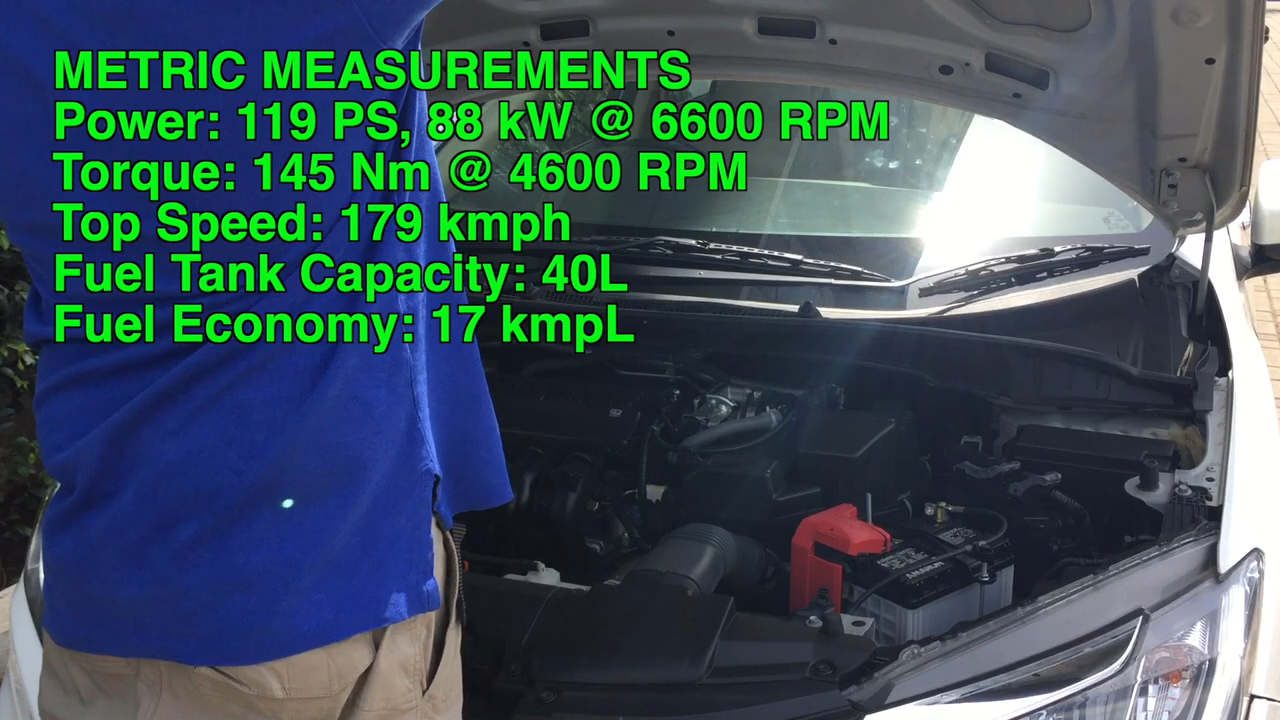 METRIC MEASUREMENTS
Power: 119 PS, 88 kW @ 6600 RPM
Torque: 145 Nm @ 4600 RPM
Top Speed: 179 kmph
Fuel Tank Capacity: 40L
Fuel Economy: 17 kmpL
AMARON